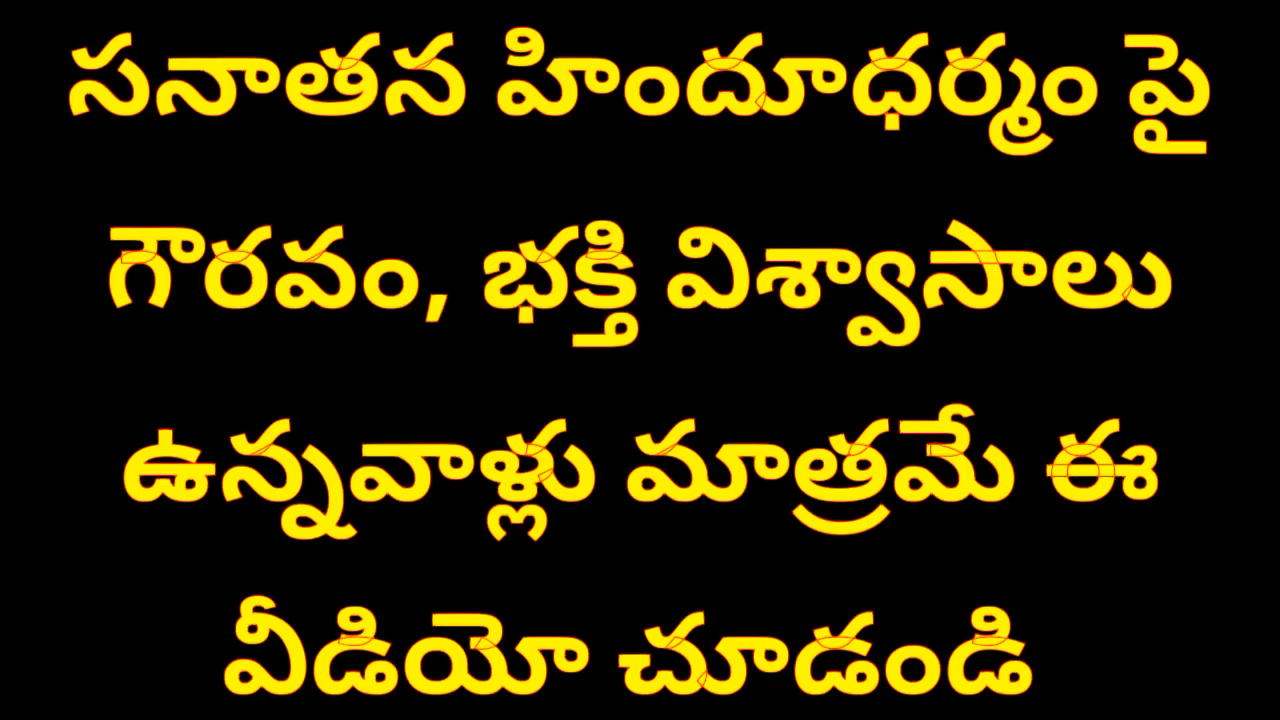 సనాతన హిందూధర్మం పై
గౌరవం, భక్తి విశ్వాసాలు
ఉన్నవాళ్లు మాత్రమే ఈ
వీడియో చూడండి